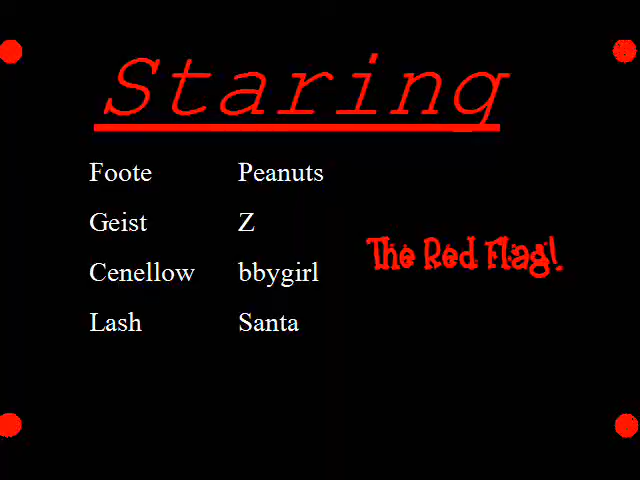 Staring
Foote Peanuts
Geist Z
Cenellow bbygirl
The Red Flag!
Lash Santa